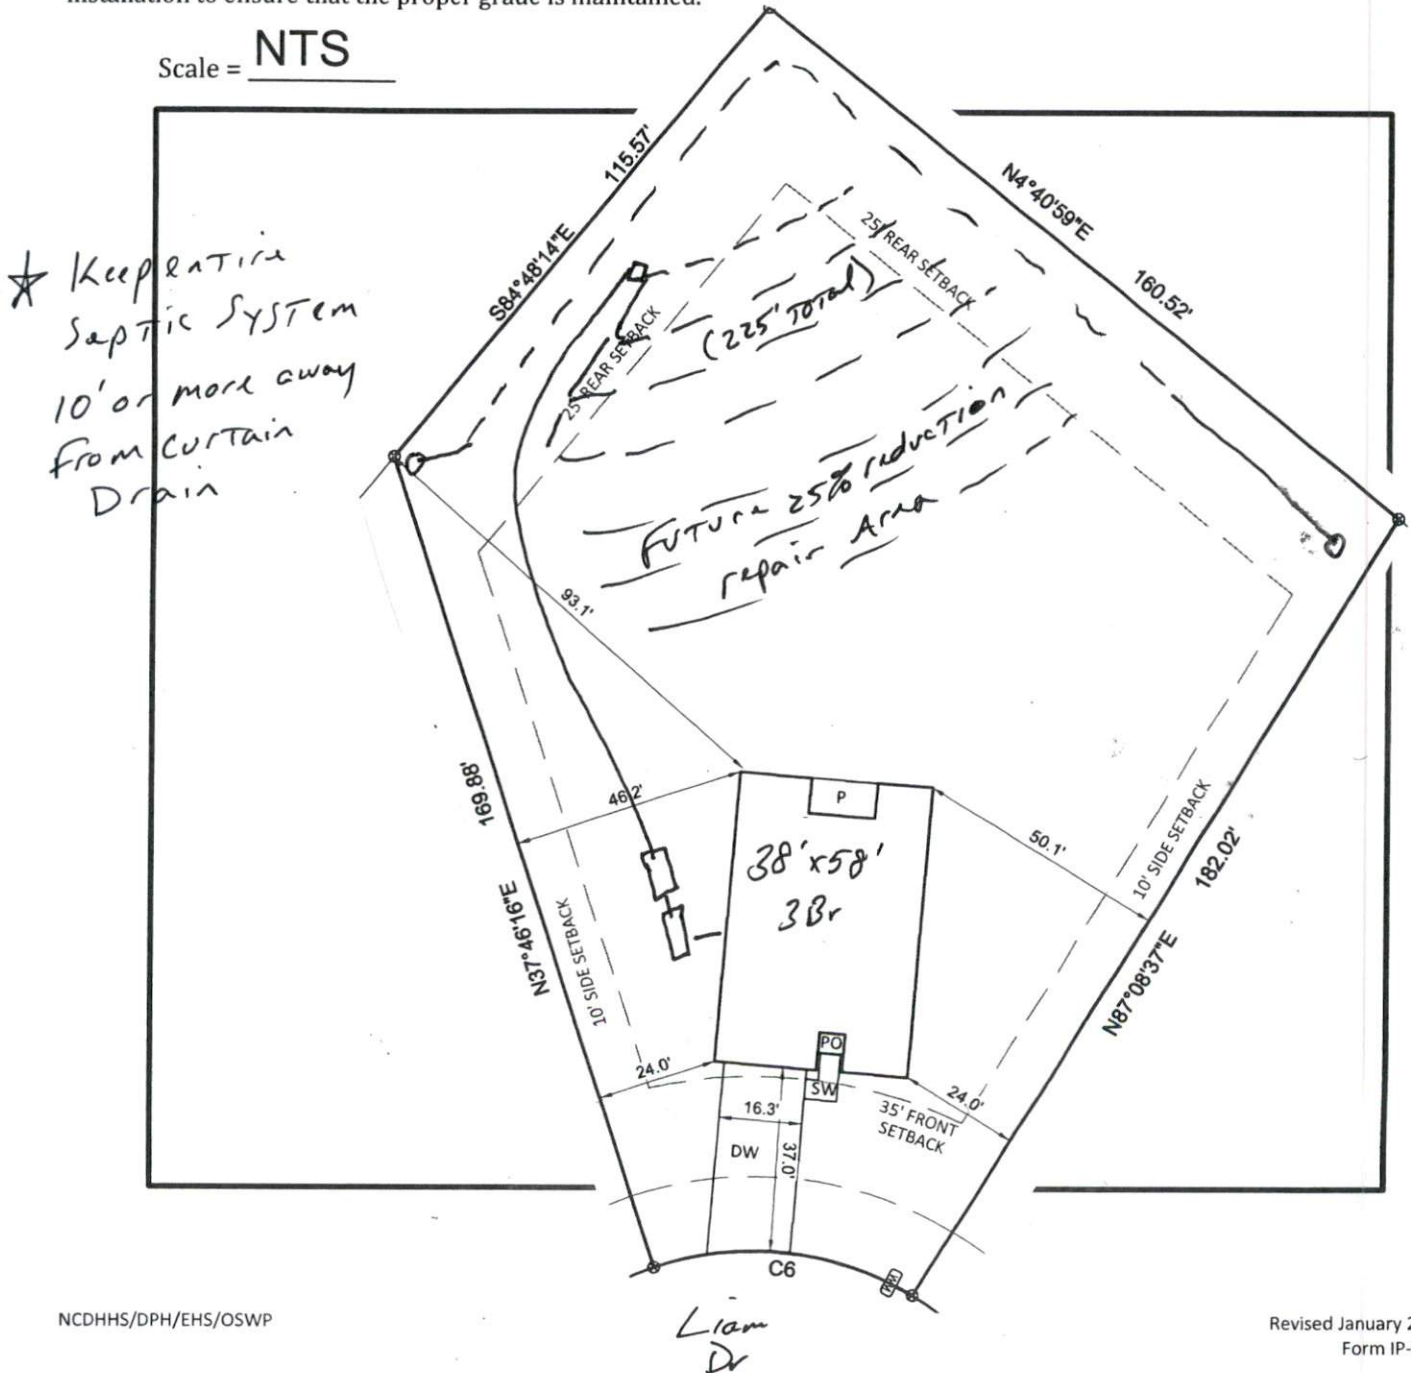 installation to ensure that the proper grade is maintained.
Scale = NTS
115.57'
S84°48'14"E
N4°40'59"E
160.52'
☆ Keep entire
Septic System
10' or more away
From Curtain
Drain
25' REAR SETBACK
25' REAR SETBACK
(225' Total)
Future 25% reduction
repair Area
93.1'
169.88'
N37°46'16"E
46.2'
P
38' x 58'
3 Br
50.1'
10' SIDE SETBACK
182.02'
N87°08'37"E
10' SIDE SETBACK
24.0'
PO
SW
24.0'
35' FRONT
SETBACK
16.3'
DW
37.0'
C6
WM
Liam
Dr
NCDHHS/DPH/EHS/OSWP
Revised January 2
Form IP-